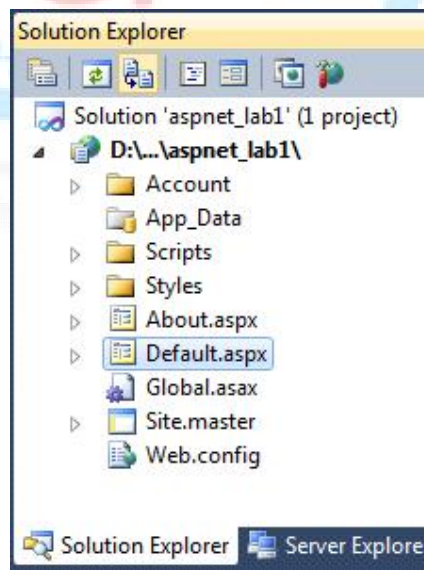 Solution Explorer
Solution 'aspnet_lab1' (1 project)
D:\...\aspnet_lab1\
Account
App_Data
Scripts
Styles
About.aspx
Default.aspx
Global.asax
Site.master
Web.config
Solution Explorer Server Explore